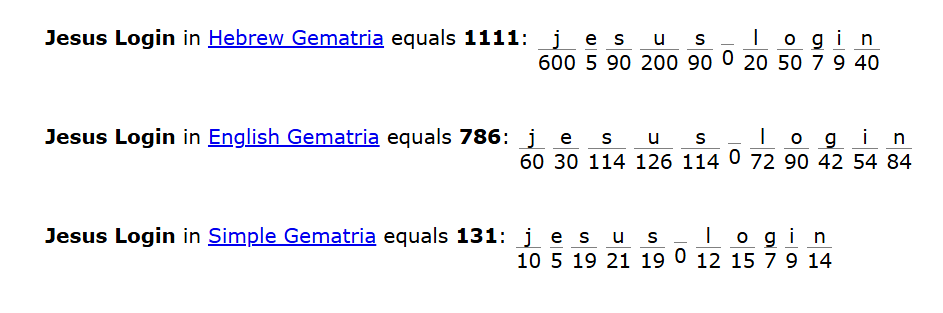 Jesus Login in Hebrew Gematria equals 1111: j e s u s _ l o g i n
600 5 90 200 90 0 20 50 7 9 40
Jesus Login in English Gematria equals 786: j e s u s _ l o g i n
60 30 114 126 114 0 72 90 42 54 84
Jesus Login in Simple Gematria equals 131: j e s u s _ l o g i n
10 5 19 21 19 0 12 15 7 9 14